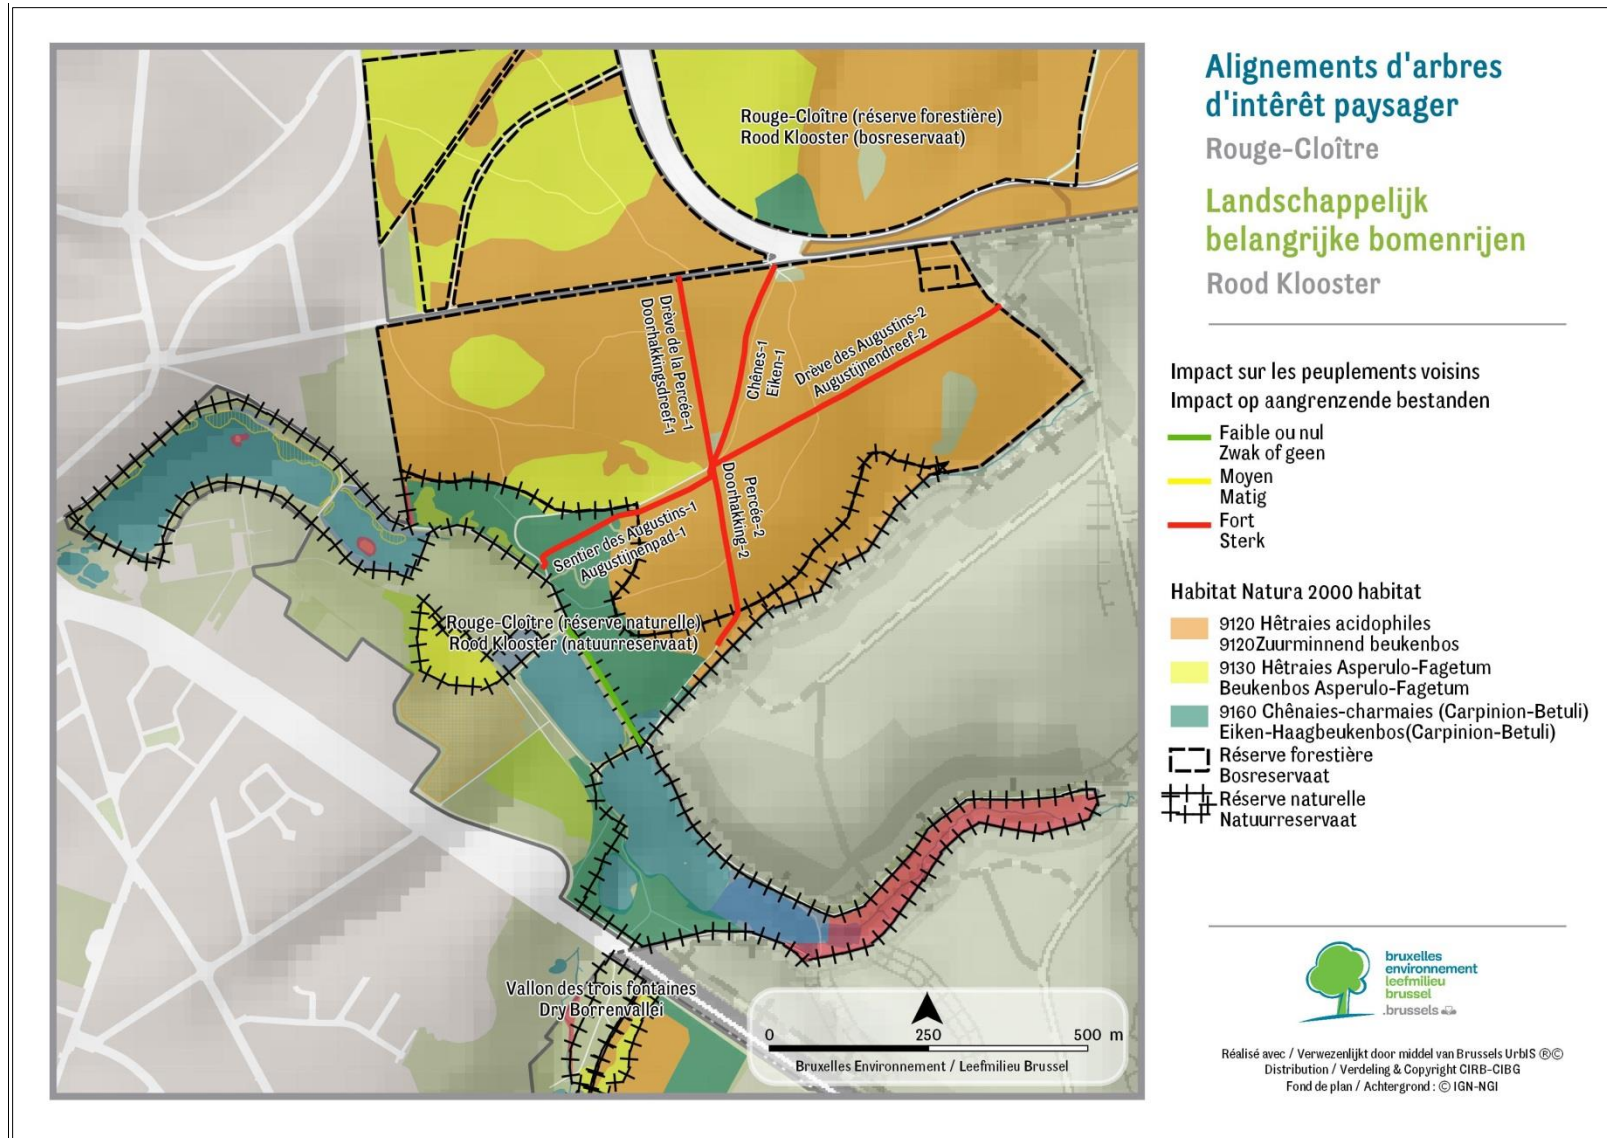 Alignements d'arbres
d'intêrêt paysager
Rouge-Cloître
Landschappelijk
belangrijke bomenrijen
Rood Klooster
Impact sur les peuplements voisins
Impact op aangrenzende bestanden
Faible ou nul
Zwak of geen
Moyen
Matig
Fort
Sterk
Habitat Natura 2000 habitat
9120 Hêtraies acidophiles
9120Zuurminnend beukenbos
9130 Hêtraies Asperulo-Fagetum
Beukenbos Asperulo-Fagetum
9160 Chênaies-charmaies (Carpinion-Betuli)
Eiken-Haagbeukenbos(Carpinion-Betuli)
Réserve forestière
Bosreservaat
Réserve naturelle
Natuurreservaat
Rouge-Cloître (réserve forestière)
Rood Klooster (bosreservaat)
Drève de la Percée-1
Doorhakkingsdreef-1
Chênes-1
Eiken-1
Drève des Augustins-2
Augustijnendreef-2
Percée-2
Doorhakking-2
Sentier des Augustins-1
Augustijnenpad-1
Rouge-Cloître (réserve naturelle)
Rood Klooster (natuurreservaat)
Vallon des trois fontaines
Dry Borrenvallei
0 250 500 m
Bruxelles Environnement / Leefmilieu Brussel
bruxelles
environnement
leefmilieu
brussel
.brussels
Réalisé avec / Verwezenlijkt door middel van Brussels UrbIS ®©
Distribution / Verdeling & Copyright CIRB-CIBG
Fond de plan / Achtergrond : © IGN-NGI